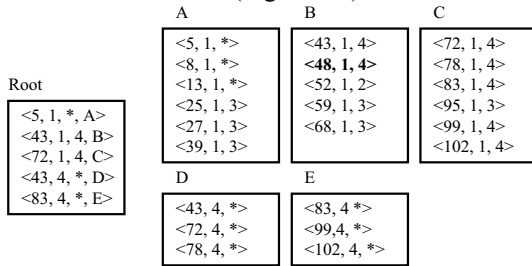 A
<5, 1, *>
<8, 1, *>
<13, 1, *>
<25, 1, 3>
<27, 1, 3>
<39, 1, 3>
B
<43, 1, 4>
<48, 1, 4>
<52, 1, 2>
<59, 1, 3>
<68, 1, 3>
C
<72, 1, 4>
<78, 1, 4>
<83, 1, 4>
<95, 1, 3>
<99, 1, 4>
<102, 1, 4>
Root
<5, 1, *, A>
<43, 1, 4, B>
<72, 1, 4, C>
<43, 4, *, D>
<83, 4, *, E>
D
<43, 4, *>
<72, 4, *>
<78, 4, *>
E
<83, 4 *>
<99,4, *>
<102, 4, *>